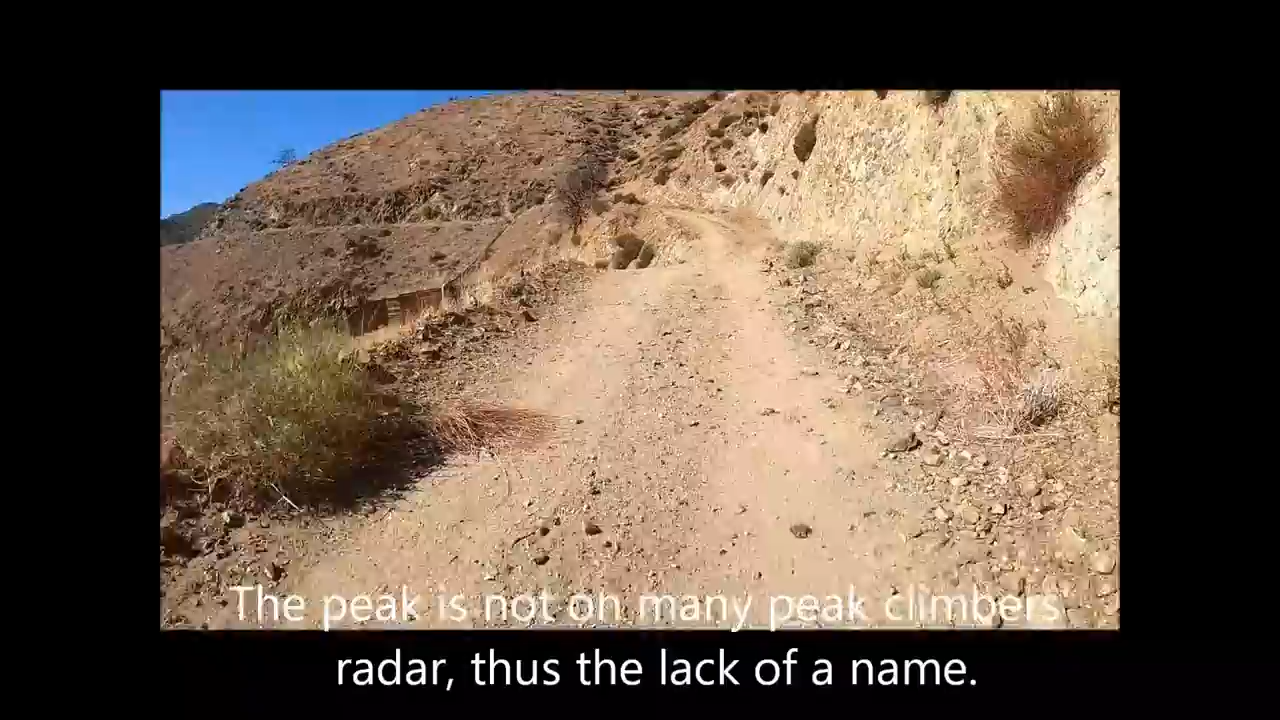 The peak is not on many peak climbers
radar, thus the lack of a name.